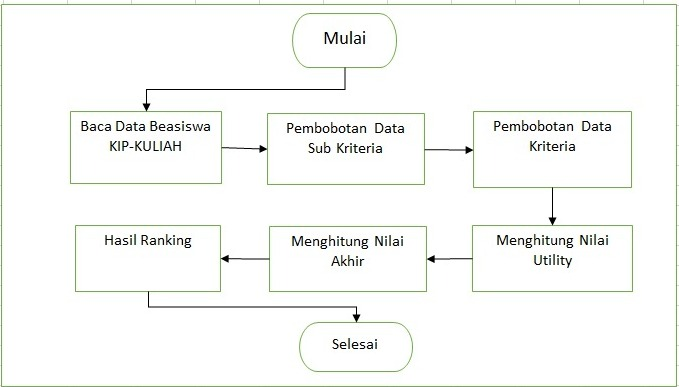 Mulai
Baca Data Beasiswa
KIP-KULIAH
Pembobotan Data
Sub Kriteria
Pembobotan Data
Kriteria
Menghitung Nilai
Utility
Menghitung Nilai
Akhir
Hasil Ranking
Selesai